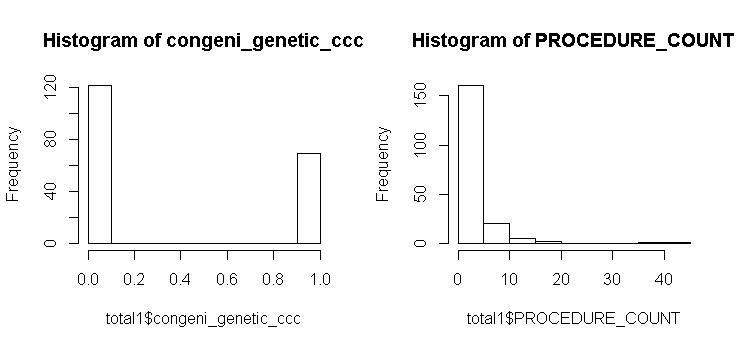 Histogram of congeni_genetic_ccc
Frequency
0
40
80
120
0.0 0.2 0.4 0.6 0.8 1.0
total1$congeni_genetic_ccc
Histogram of PROCEDURE_COUNT
Frequency
0
50
100
150
0 10 20 30 40
total1$PROCEDURE_COUNT